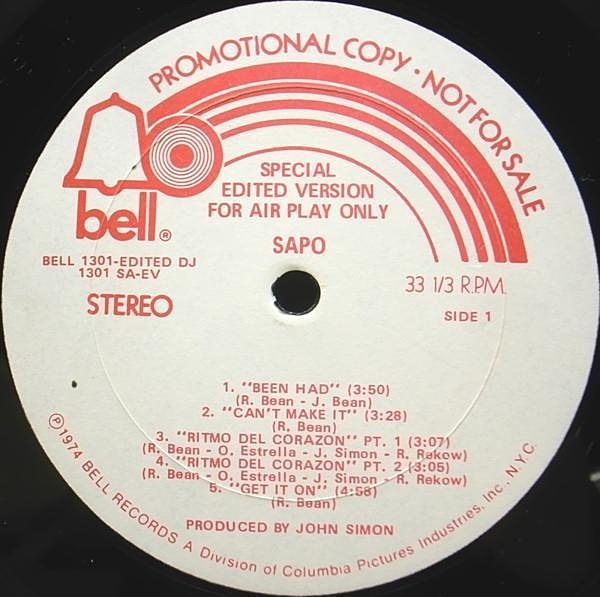 PROMOTIONAL COPY · NOT FOR SALE
bell®
SPECIAL
EDITED VERSION
FOR AIR PLAY ONLY
SAPO
BELL 1301-EDITED DJ
1301 SA-EV
STEREO
33 1/3 R.P.M.
SIDE 1
1. "BEEN HAD" (3:50)
(R. Bean - J. Bean)
2. "CAN'T MAKE IT" (3:28)
(R. Bean)
3. "RITMO DEL CORAZON" PT. 1 (3:07)
(R. Bean - O. Estrella - J. Simon - R. Rekow)
4. "RITMO DEL CORAZON" PT. 2 (3:05)
(R. Bean - O. Estrella - J. Simon - R. Rekow)
5. "GET IT ON" (4:58)
(R. Bean)
PRODUCED BY JOHN SIMON
℗1974 BELL RECORDS A Division of Columbia Pictures Industries, Inc., N.Y.C.